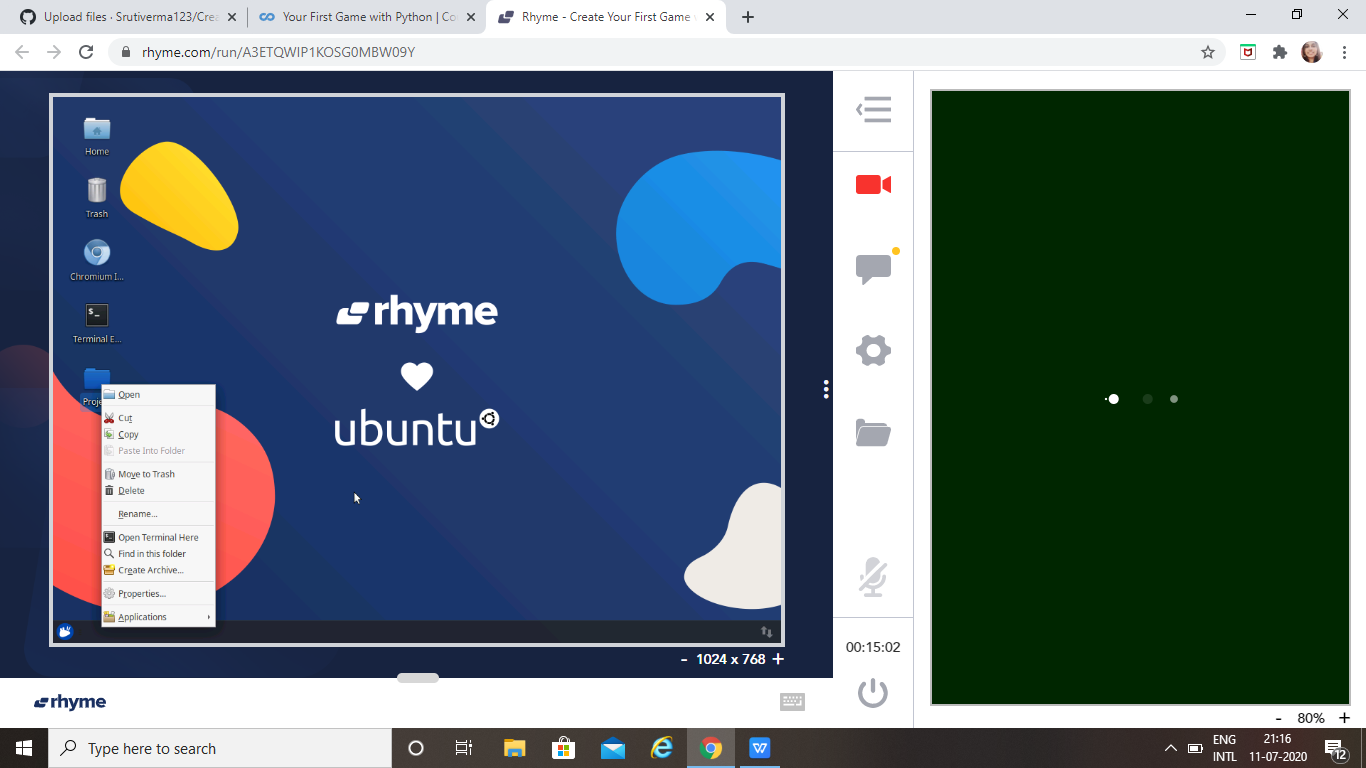 Upload files · Srutiverma123/Crea
Your First Game with Python | Co
Rhyme - Create Your First Game
rhyme.com/run/A3ETQWIP1KOSG0MBW09Y
Home
Trash
Chromium I...
Terminal E...
Proje
Open
Cut
Copy
Paste Into Folder
Move to Trash
Delete
Rename...
Open Terminal Here
Find in this folder
Create Archive...
Properties...
Applications
rhyme
ubuntu
- 1024 x 768 +
00:15:02
rhyme
- 80% +
Type here to search
ENG
INTL
21:16
11-07-2020
12